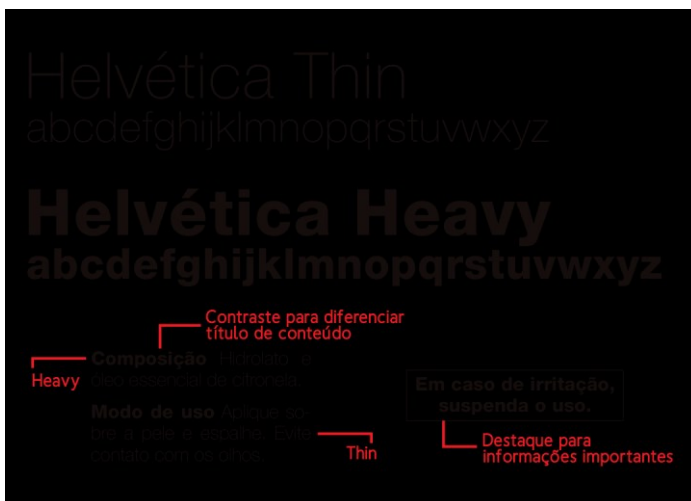 Helvética Thin
abcdefghijklmnopqrstuvwxyz
Helvética Heavy
abcdefghijklmnopqrstuvwxyz
Contraste para diferenciar
título de conteúdo
Heavy
Composição Hidrolato e
óleo essencial de citronela.
Modo de uso Aplique so-
bre a pele e espalhe. Evite
contato com os olhos.
Thin
Em caso de irritação,
suspenda o uso.
Destaque para
informações importantes